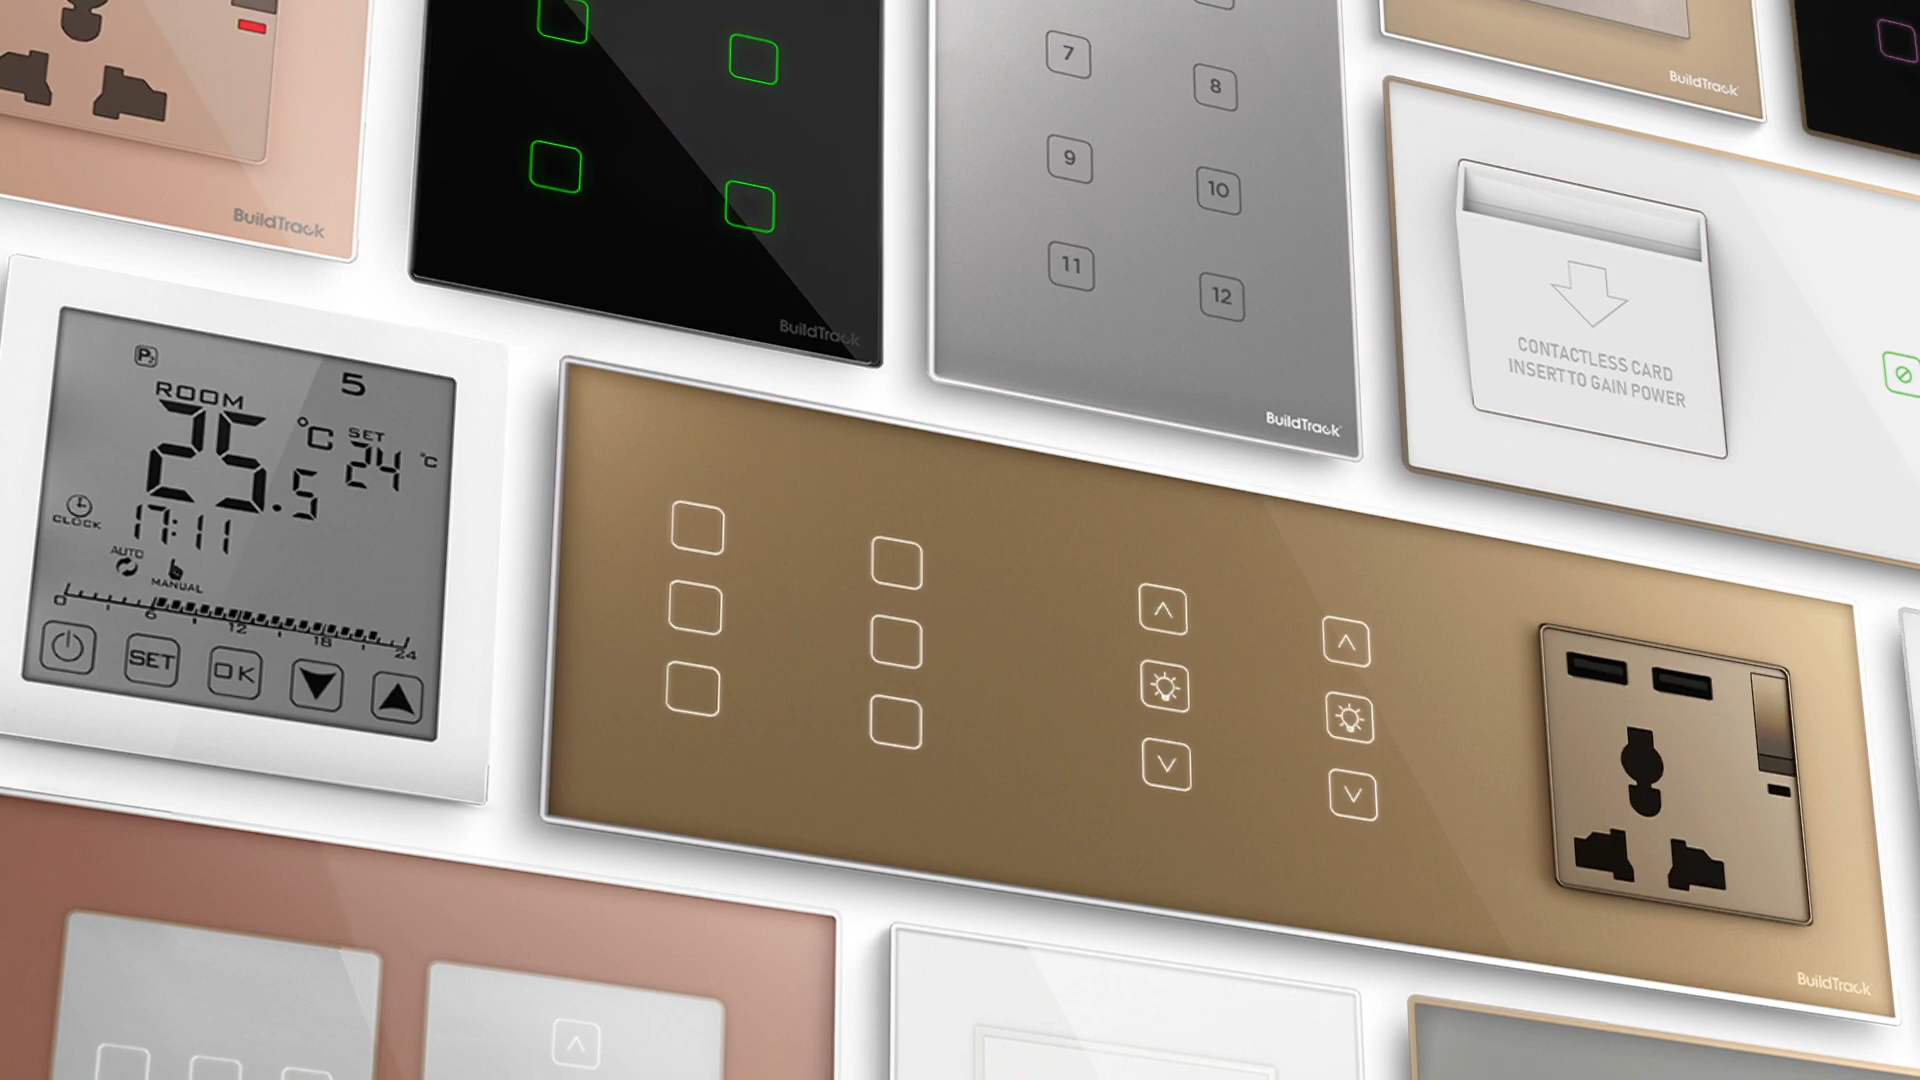 BuildTrack
BuildTrack
7
8
9
10
11
12
BuildTrack
BuildTrack
CONTACTLESS CARD
INSERT TO GAIN POWER
P
5
ROOM
25.5 °C
SET
24 °C
CLOCK
17:11
AUTO
MANUAL
0 6 12 18 24
SET
OK
BuildTrack